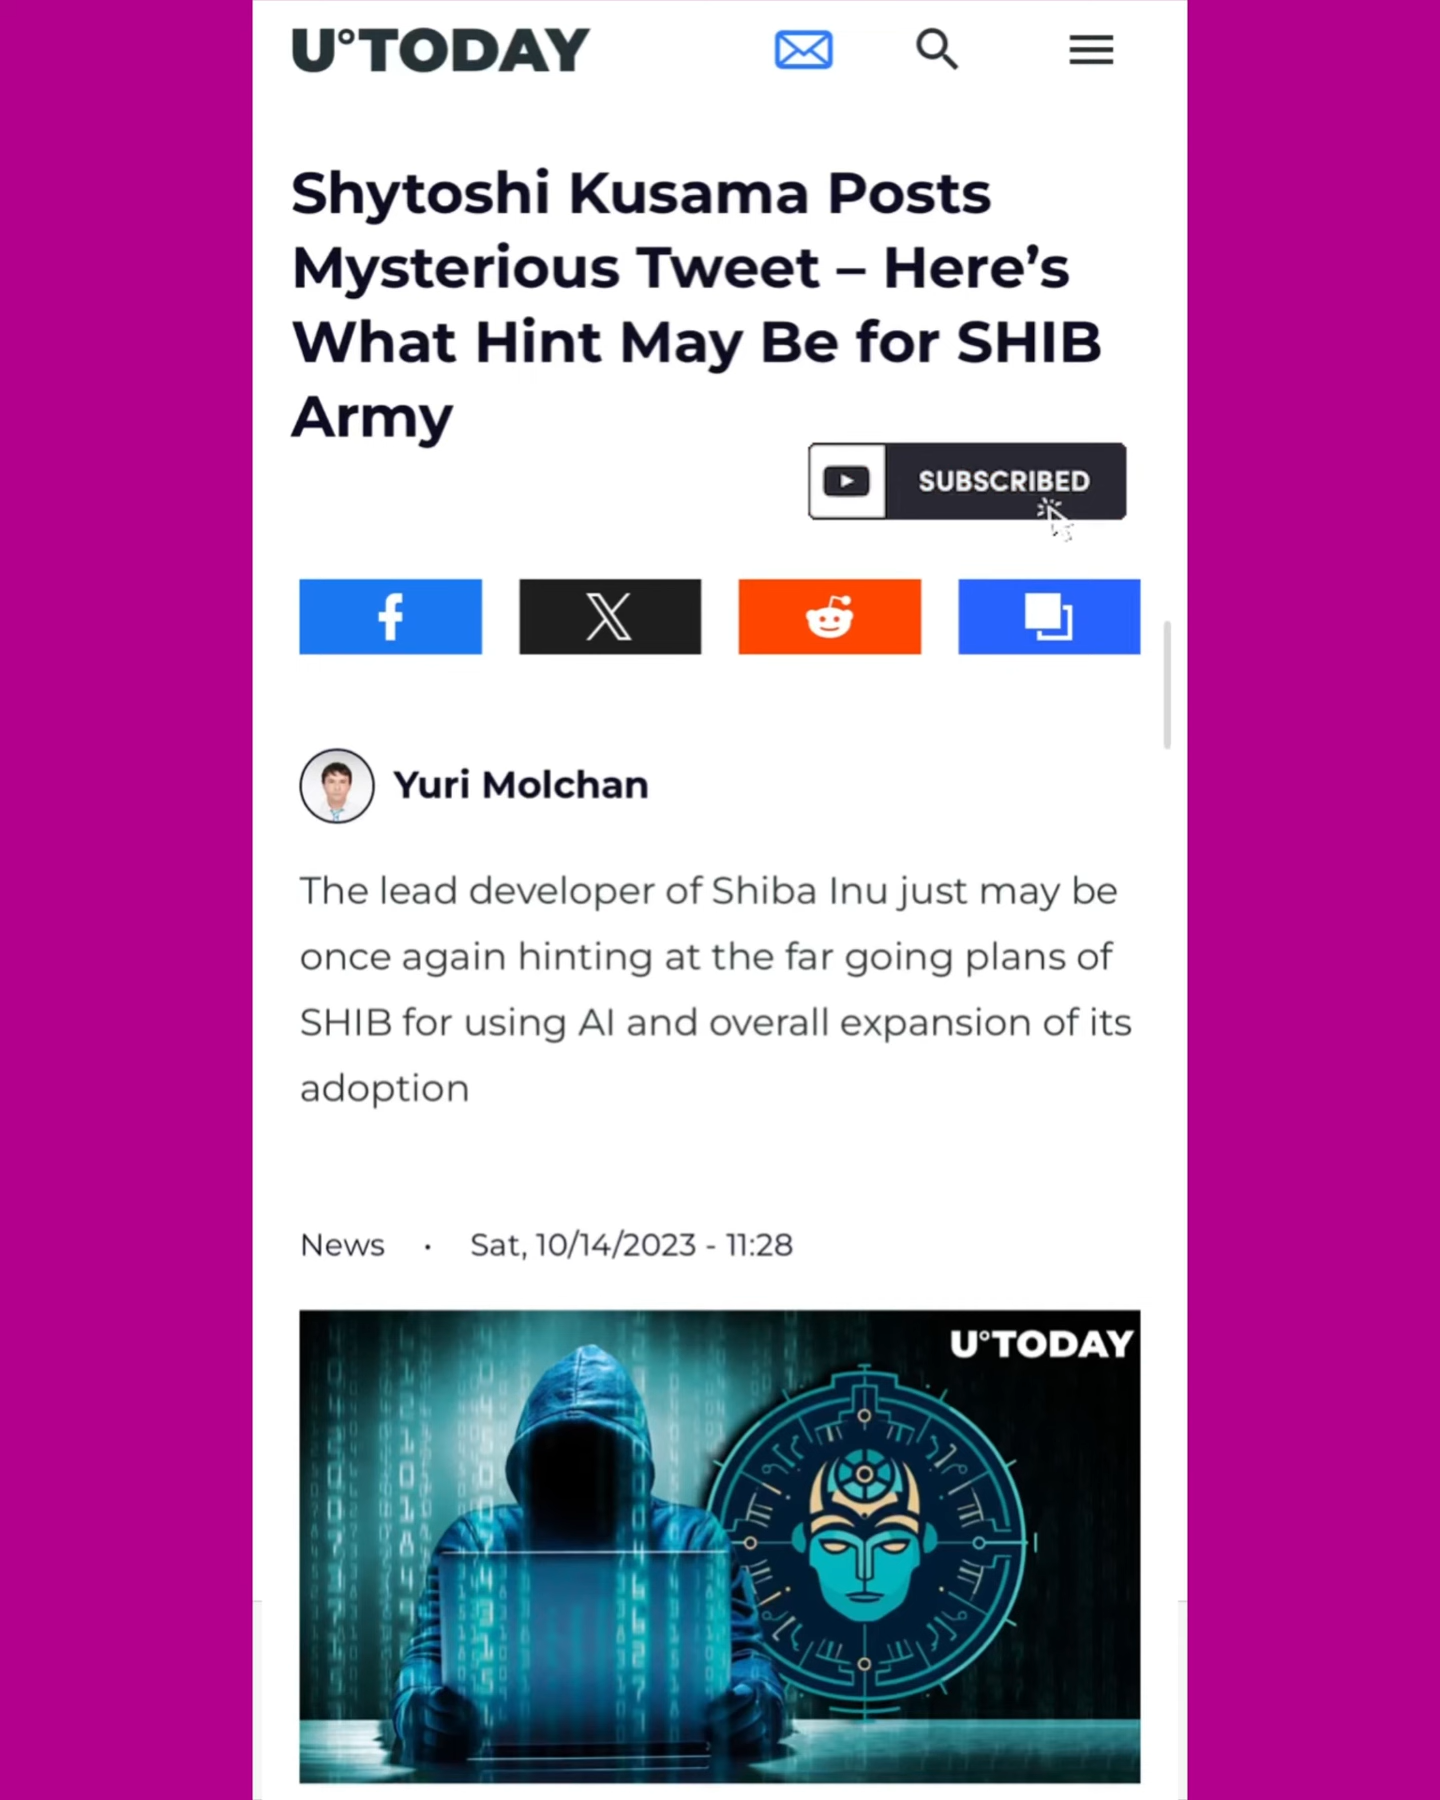 U°TODAY
Shytoshi Kusama Posts
Mysterious Tweet – Here’s
What Hint May Be for SHIB
Army
SUBSCRIBED
Yuri Molchan
The lead developer of Shiba Inu just may be
once again hinting at the far going plans of
SHIB for using AI and overall expansion of its
adoption
News • Sat, 10/14/2023 - 11:28
U°TODAY